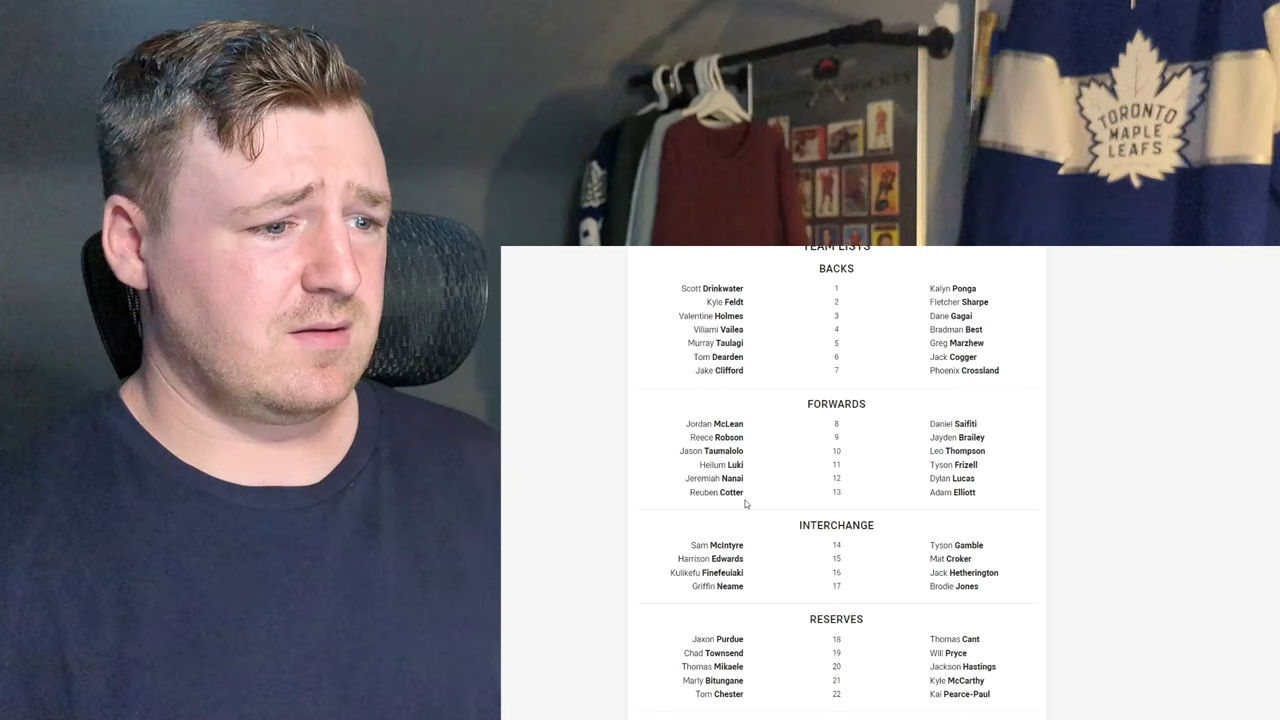 TORONTO
MAPLE
LEAFS
TEAM LISTS
BACKS
Scott Drinkwater 1 Kalyn Ponga
Kyle Feldt 2 Fletcher Sharpe
Valentine Holmes 3 Dane Gagai
Viliami Vailea 4 Bradman Best
Murray Taulagi 5 Greg Marzhew
Tom Dearden 6 Jack Cogger
Jake Clifford 7 Phoenix Crossland
FORWARDS
Jordan McLean 8 Daniel Saifiti
Reece Robson 9 Jayden Brailey
Jason Taumalolo 10 Leo Thompson
Heilum Luki 11 Tyson Frizell
Jeremiah Nanai 12 Dylan Lucas
Reuben Cotter 13 Adam Elliott
INTERCHANGE
Sam McIntyre 14 Tyson Gamble
Harrison Edwards 15 Mat Croker
Kulikefu Finefeuiaki 16 Jack Hetherington
Griffin Neame 17 Brodie Jones
RESERVES
Jaxon Purdue 18 Thomas Cant
Chad Townsend 19 Will Pryce
Thomas Mikaele 20 Jackson Hastings
Marly Bitungane 21 Kyle McCarthy
Tom Chester 22 Kai Pearce-Paul